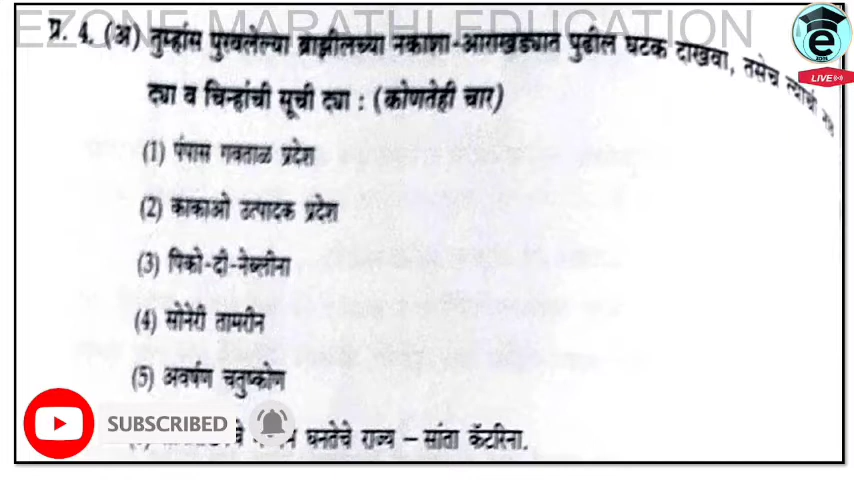 EZONE MARATHI EDUCATION
प्र. 4. (अ) तुम्हांस पुरवलेल्या ब्राझीलच्या नकाशा-आराखड्यात पुढील घटक दाखवा, तसेच त्यांची
e
EZONE
LIVE
द्या व चिन्हांची सूची द्या : (कोणतेही चार)
(1) पंपास गवताळ प्रदेश
(2) काकाओ उत्पादक प्रदेश
(3) पिको-दी-नेब्लीना
(4) सोनेरी तामरीन
(5) अवर्षण चतुष्कोण
SUBSCRIBED
घनतेचे राज्य – सांता कॅटरिना.